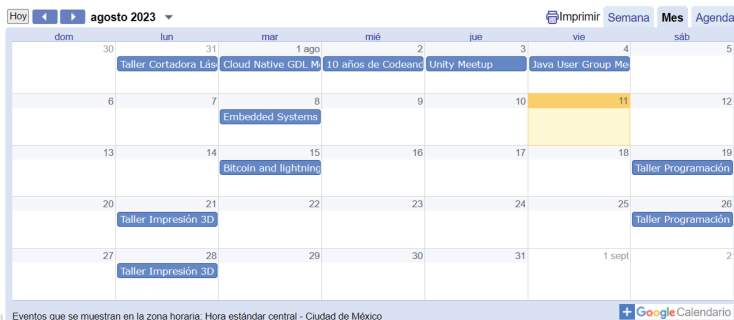 Hoy agosto 2023 Imprimir Semana Mes Agenda
dom lun mar mié jue vie sáb
30 31 1 ago 2 3 4 5
Taller Cortadora Lás Cloud Native GDL M 10 años de Codeand Unity Meetup Java User Group Me
6 7 8 9 10 11 12
Embedded Systems
13 14 15 16 17 18 19
Bitcoin and lightning Taller Programación
20 21 22 23 24 25 26
Taller Impresión 3D Taller Programación
27 28 29 30 31 1 sept 2
Taller Impresión 3D
Eventos que se muestran en la zona horaria: Hora estándar central - Ciudad de México Google Calendario